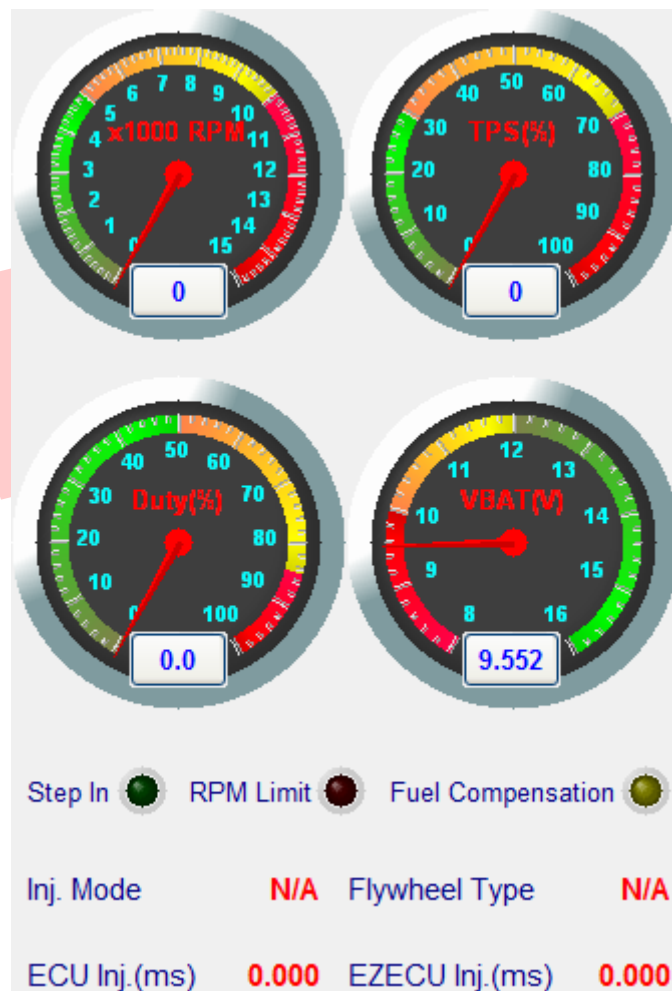 x1000 RPM
0 1 2 3 4 5 6 7 8 9 10 11 12 13 14 15
0
TPS(%)
0 10 20 30 40 50 60 70 80 90 100
0
Duty(%)
0 10 20 30 40 50 60 70 80 90 100
0.0
VBAT(V)
8 9 10 11 12 13 14 15 16
9.552
Step In RPM Limit Fuel Compensation
Inj. Mode N/A Flywheel Type N/A
ECU Inj.(ms) 0.000 EZECU Inj.(ms) 0.000